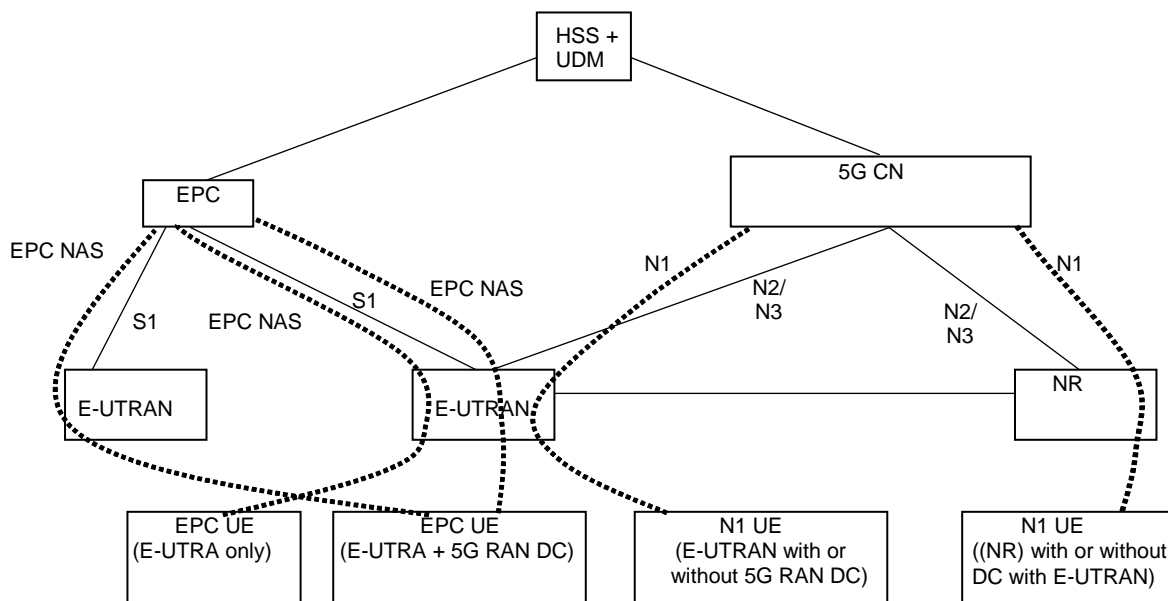 HSS +
UDM
EPC
5G CN
EPC NAS
N1
N1
S1
EPC NAS
EPC NAS
S1
N2/
N3
N2/
N3
E-UTRAN
E-UTRAN
NR
EPC UE
(E-UTRA only)
EPC UE
(E-UTRA + 5G RAN DC)
N1 UE
(E-UTRAN with or
without 5G RAN DC)
N1 UE
((NR) with or without
DC with E-UTRAN)